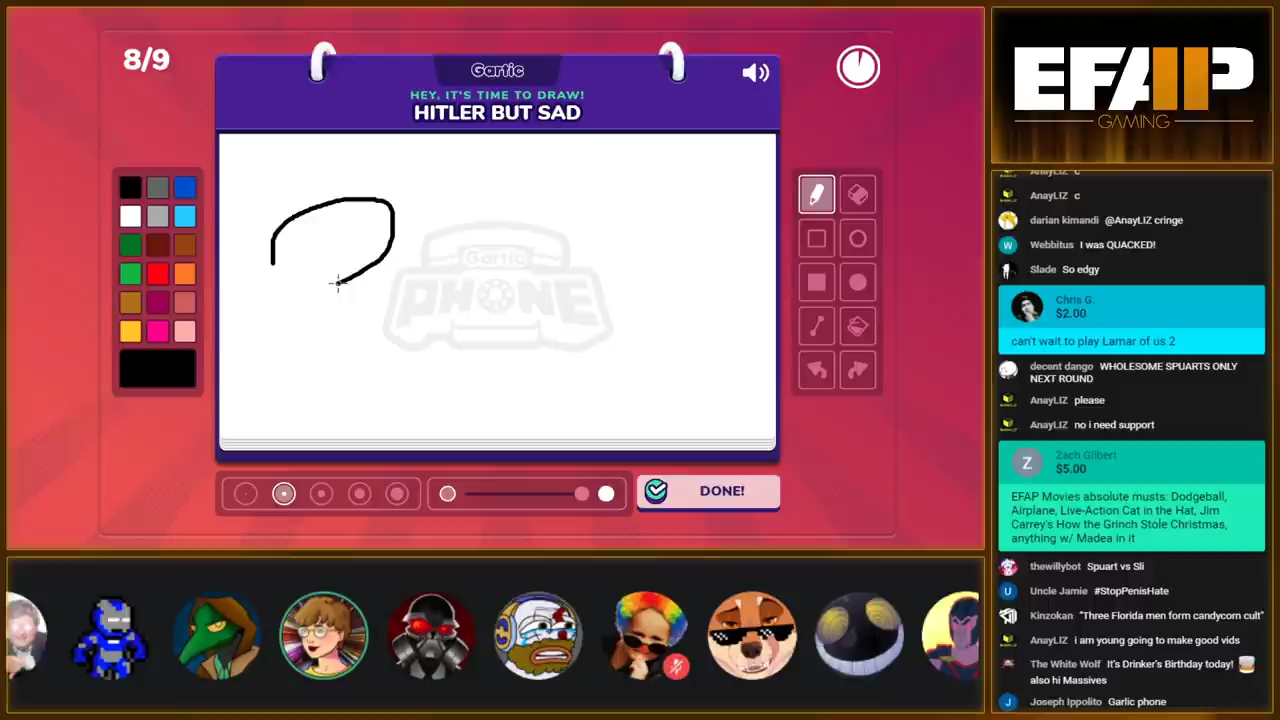 8/9
Gartic
HEY, IT'S TIME TO DRAW!
HITLER BUT SAD
Gartic
PHONE
DONE!
EFAP
GAMING
AnayLIZ c
AnayLIZ c
darian kimandi @AnayLIZ cringe
W Webbitus I was QUACKED!
Slade So edgy
Chris G.
$2.00
can't wait to play Lamar of us 2
decent dango WHOLESOME SPUARTS ONLY
NEXT ROUND
AnayLIZ please
AnayLIZ no i need support
Z Zach Gilbert
$5.00
EFAP Movies absolute musts: Dodgeball,
Airplane, Live-Action Cat in the Hat, Jim
Carrey's How the Grinch Stole Christmas,
anything w/ Madea in it
thewillybot Spuart vs Sli
U Uncle Jamie #StopPenisHate
Kinzokan "Three Florida men form candycorn cult"
AnayLIZ i am young going to make good vids
The White Wolf It's Drinker's Birthday today! 🥃
also hi Massives
J Joseph Ippolito Garlic phone